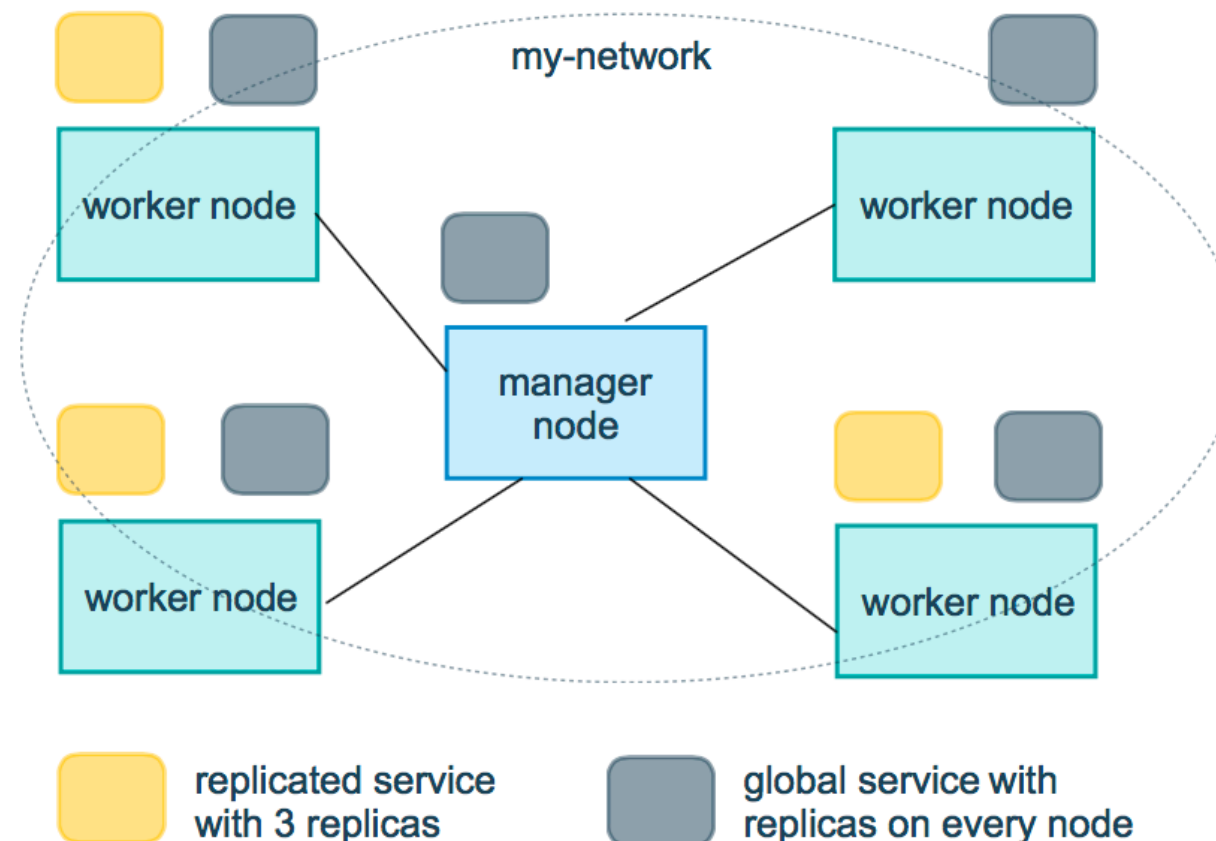 my-network
worker node
worker node
manager
node
worker node
worker node
replicated service
with 3 replicas
global service with
replicas on every node